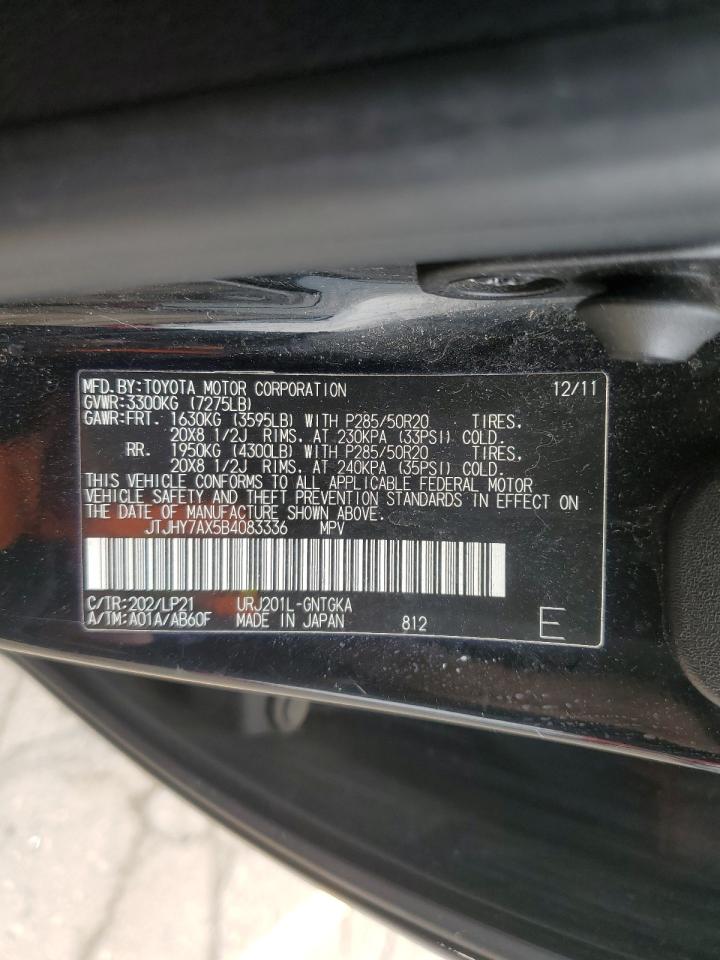 MFD.BY:TOYOTA MOTOR CORPORATION 12/11
GVWR:3300KG (7275LB)
GAWR:FRT. 1630KG (3595LB) WITH P285/50R20 TIRES,
20X8 1/2J RIMS. AT 230KPA (33PSI) COLD.
RR. 1950KG (4300LB) WITH P285/50R20 TIRES,
20X8 1/2J RIMS. AT 240KPA (35PSI) COLD.
THIS VEHICLE CONFORMS TO ALL APPLICABLE FEDERAL MOTOR
VEHICLE SAFETY AND THEFT PREVENTION STANDARDS IN EFFECT ON
THE DATE OF MANUFACTURE SHOWN ABOVE.
JTJHY7AX5B4083336 MPV
C/TR:202/LP21 URJ201L-GNTGKA
A/TM:A01A/AB60F MADE IN JAPAN 812 E